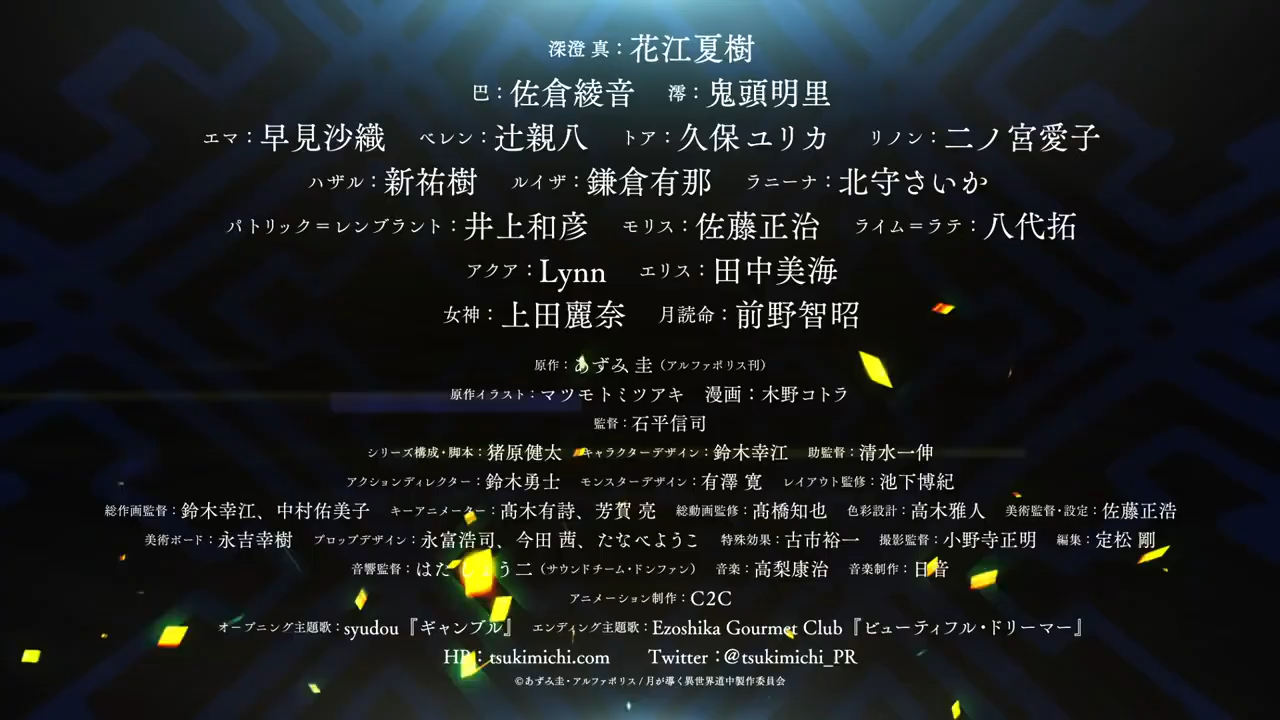 深澄 真：花江夏樹
巴：佐倉綾音　澪：鬼頭明里
エマ：早見沙織　ベレン：辻親八　トア：久保ユリカ　リノン：二ノ宮愛子
ハザル：新祐樹　ルイザ：鎌倉有那　ラニーナ：北守さいか
パトリック＝レンブラント：井上和彦　モリス：佐藤正治　ライム＝ラテ：八代拓
アクア：Lynn　エリス：田中美海
女神：上田麗奈　月読命：前野智昭
原作：あずみ 圭（アルファポリス刊）
原作イラスト：マツモトミツアキ　漫画：木野コトラ
監督：石平信司
シリーズ構成・脚本：猪原健太　キャラクターデザイン：鈴木幸江　助監督：清水一伸
アクションディレクター：鈴木勇士　モンスターデザイン：有澤 寛　レイアウト監修：池下博紀
総作画監督：鈴木幸江、中村佑美子　キーアニメーター：髙木有詩、芳賀 亮　総動画監修：髙橋知也　色彩設計：高木雅人　美術監督・設定：佐藤正浩
美術ボード：永吉幸樹　プロップデザイン：永富浩司、今田 茜、たなべようこ　特殊効果：古市裕一　撮影監督：小野寺正明　編集：定松 剛
音響監督：はた しょう二（サウンドチーム・ドンファン）　音楽：高梨康治　音楽制作：日音
アニメーション制作：C2C
オープニング主題歌：syudou『ギャンブル』　エンディング主題歌：Ezoshika Gourmet Club『ビューティフル・ドリーマー』
HP：tsukimichi.com　Twitter：@tsukimichi_PR
©あずみ圭・アルファポリス / 月が導く異世界道中製作委員会